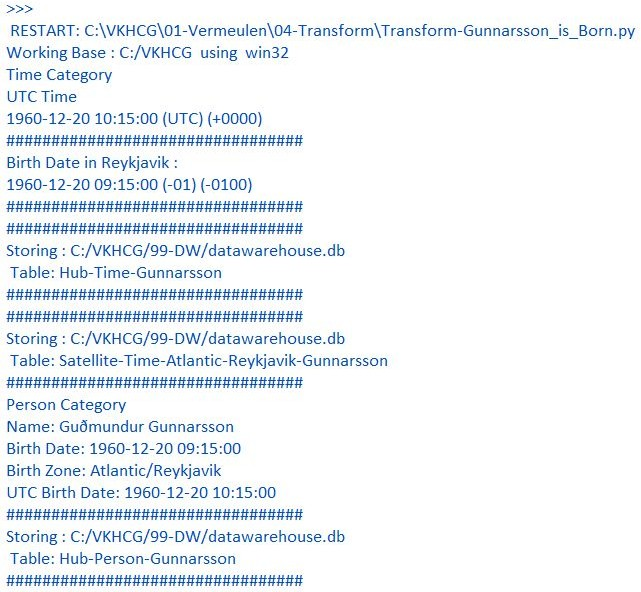 >>>
RESTART: C:\VKHCG\01-Vermeulen\04-Transform\Transform-Gunnarsson_is_Born.py
Working Base : C:/VKHCG  using  win32
Time Category
UTC Time
1960-12-20 10:15:00 (UTC) (+0000)
#################################
Birth Date in Reykjavik :
1960-12-20 09:15:00 (-01) (-0100)
#################################
#################################
Storing : C:/VKHCG/99-DW/datawarehouse.db
Table: Hub-Time-Gunnarsson
#################################
#################################
Storing : C:/VKHCG/99-DW/datawarehouse.db
Table: Satellite-Time-Atlantic-Reykjavik-Gunnarsson
#################################
Person Category
Name: Guðmundur Gunnarsson
Birth Date: 1960-12-20 09:15:00
Birth Zone: Atlantic/Reykjavik
UTC Birth Date: 1960-12-20 10:15:00
#################################
Storing : C:/VKHCG/99-DW/datawarehouse.db
Table: Hub-Person-Gunnarsson
#################################